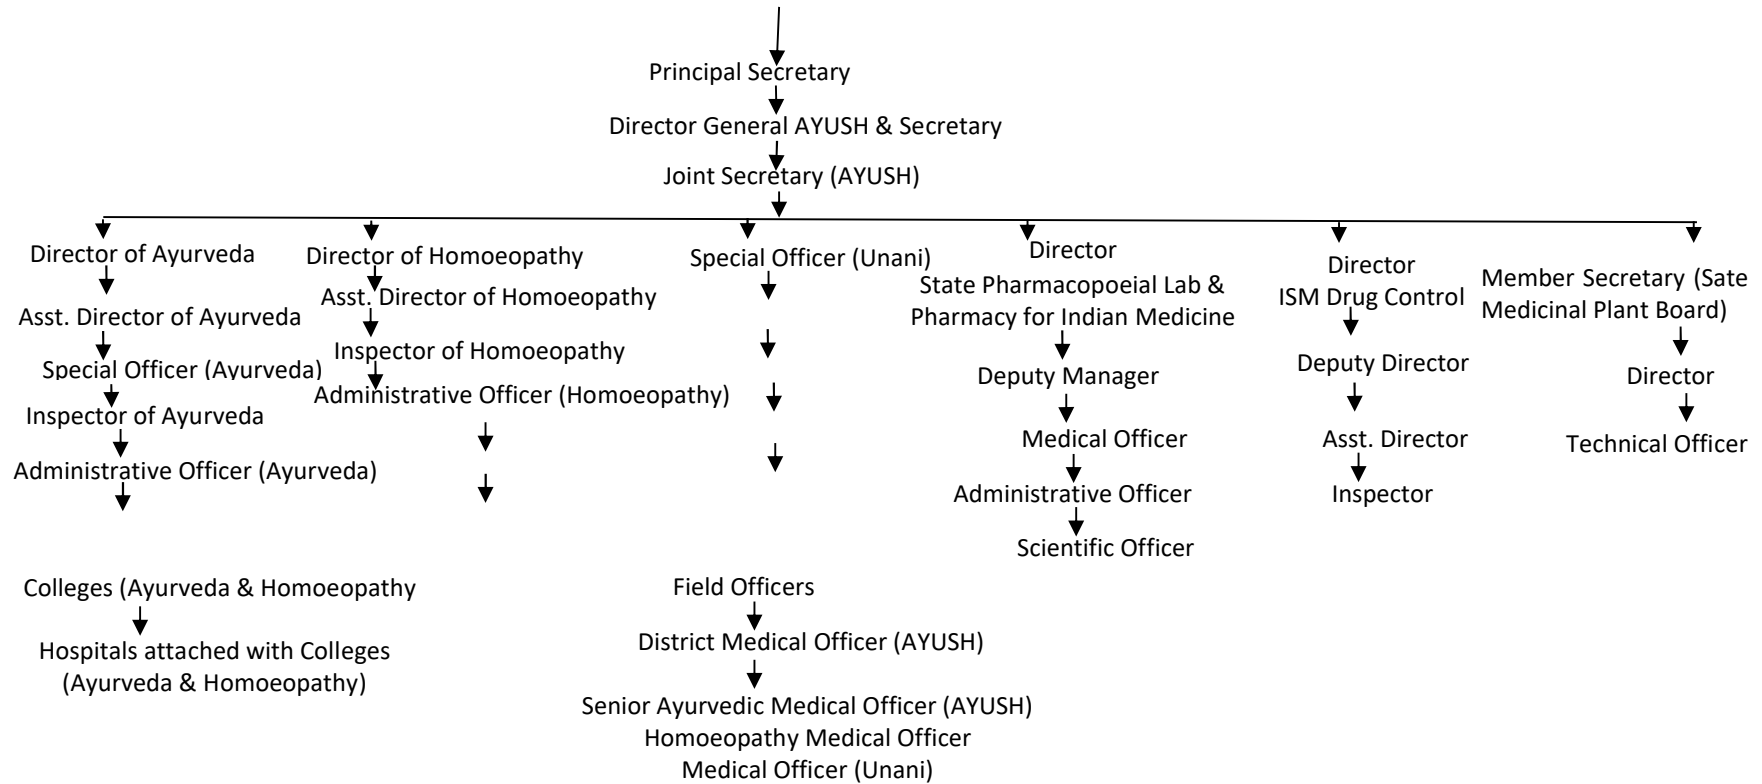 Principal Secretary
Director General AYUSH & Secretary
Joint Secretary (AYUSH)
Director of Ayurveda
Asst. Director of Ayurveda
Special Officer (Ayurveda)
Inspector of Ayurveda
Administrative Officer (Ayurveda)
Director of Homoeopathy
Asst. Director of Homoeopathy
Inspector of Homoeopathy
Administrative Officer (Homoeopathy)
Special Officer (Unani)
Director
State Pharmacopoeial Lab &
Pharmacy for Indian Medicine
Deputy Manager
Medical Officer
Administrative Officer
Scientific Officer
Director
ISM Drug Control
Deputy Director
Asst. Director
Inspector
Member Secretary (Sate
Medicinal Plant Board)
Director
Technical Officer
Colleges (Ayurveda & Homoeopathy
Hospitals attached with Colleges
(Ayurveda & Homoeopathy)
Field Officers
District Medical Officer (AYUSH)
Senior Ayurvedic Medical Officer (AYUSH)
Homoeopathy Medical Officer
Medical Officer (Unani)